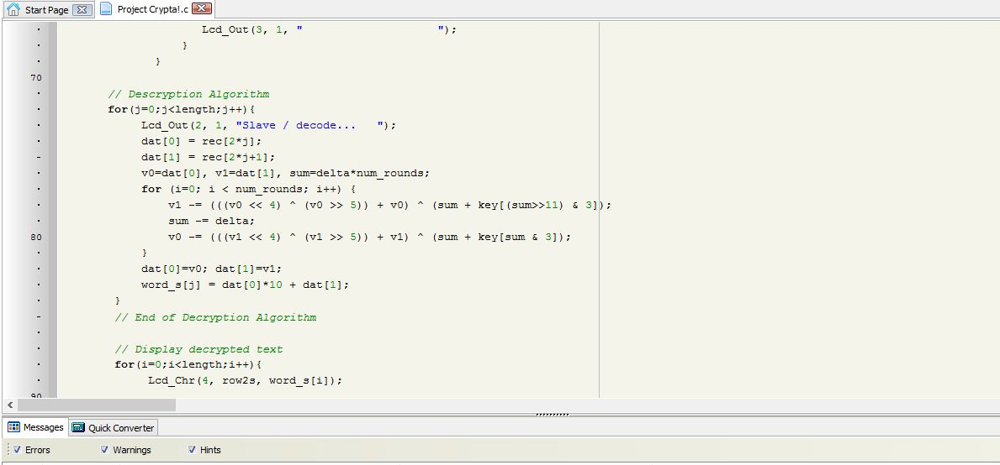 Start Page
Project Crypta!.c
Lcd_Out(3, 1, "                    ");
}
}
70
// Descryption Algorithm
for(j=0;j<length;j++){
Lcd_Out(2, 1, "Slave / decode...   ");
dat[0] = rec[2*j];
dat[1] = rec[2*j+1];
v0=dat[0], v1=dat[1], sum=delta*num_rounds;
for (i=0; i < num_rounds; i++) {
v1 -= (((v0 << 4) ^ (v0 >> 5)) + v0) ^ (sum + key[(sum>>11) & 3]);
sum -= delta;
80 v0 -= (((v1 << 4) ^ (v1 >> 5)) + v1) ^ (sum + key[sum & 3]);
}
dat[0]=v0; dat[1]=v1;
word_s[j] = dat[0]*10 + dat[1];
}
// End of Decryption Algorithm
// Display decrypted text
for(i=0;i<length;i++){
Lcd_Chr(4, row2s, word_s[i]);
90
Messages Quick Converter
Errors Warnings Hints